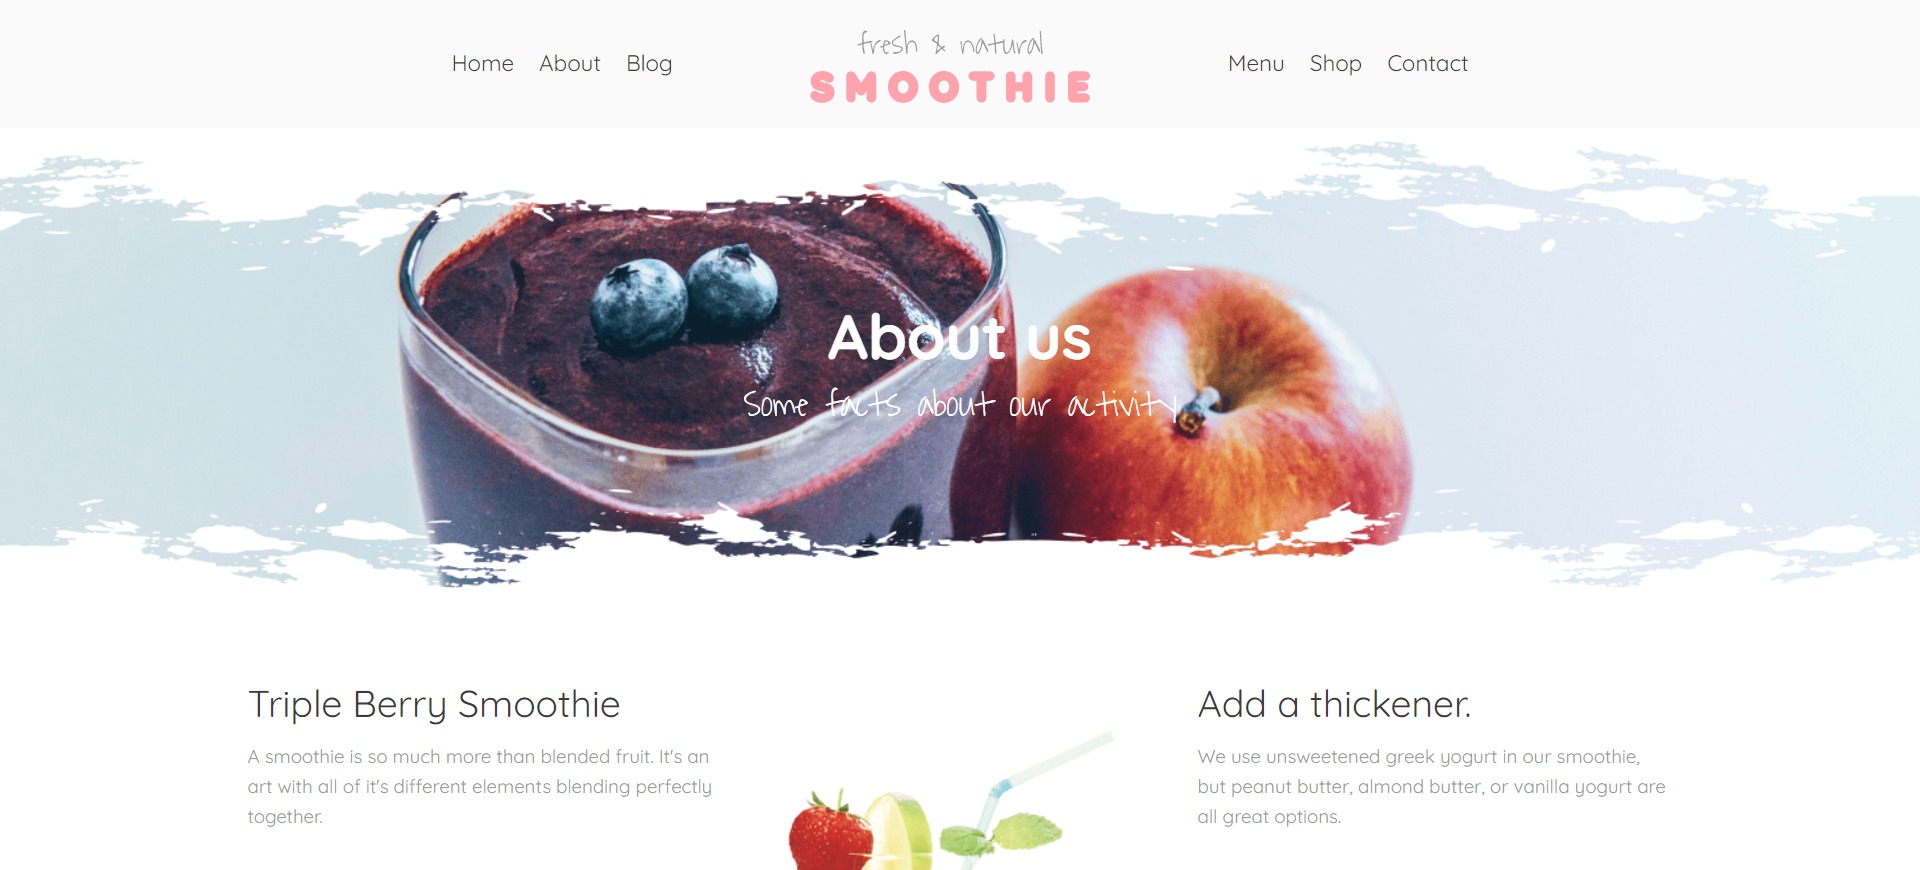 Home About Blog
fresh & natural
SMOOTHIE
Menu Shop Contact
About us
Some facts about our activity
Triple Berry Smoothie
A smoothie is so much more than blended fruit. It's an
art with all of it's different elements blending perfectly
together.
Add a thickener.
We use unsweetened greek yogurt in our smoothie,
but peanut butter, almond butter, or vanilla yogurt are
all great options.